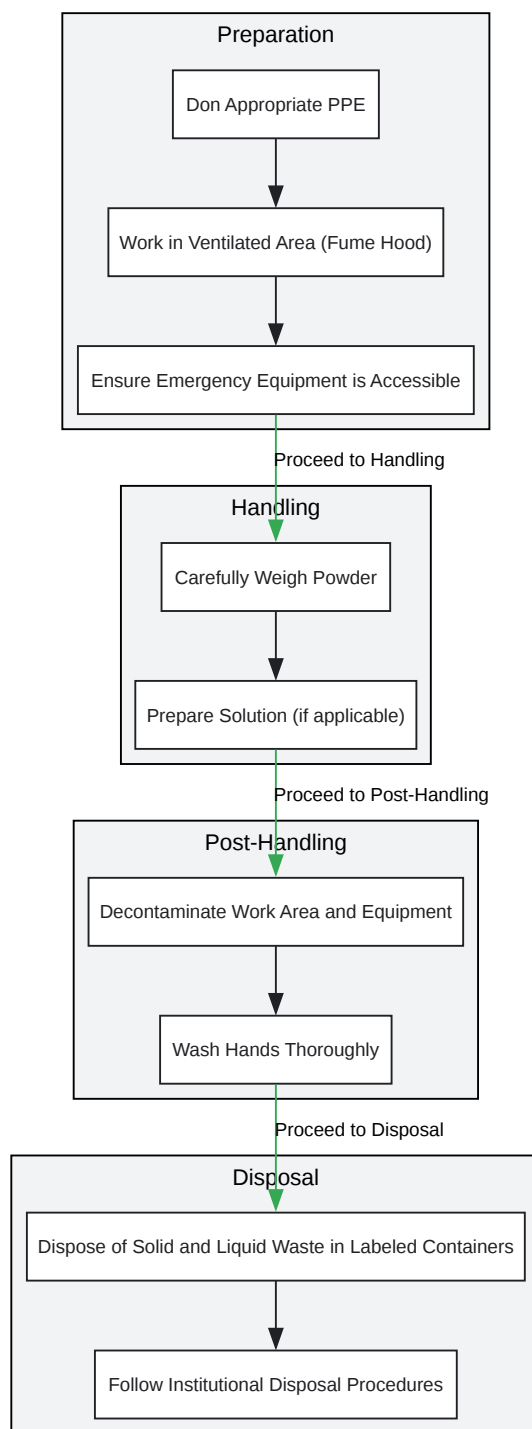 Preparation
Don Appropriate PPE
Work in Ventilated Area (Fume Hood)
Ensure Emergency Equipment is Accessible
Proceed to Handling
Handling
Carefully Weigh Powder
Prepare Solution (if applicable)
Proceed to Post-Handling
Post-Handling
Decontaminate Work Area and Equipment
Wash Hands Thoroughly
Proceed to Disposal
Disposal
Dispose of Solid and Liquid Waste in Labeled Containers
Follow Institutional Disposal Procedures